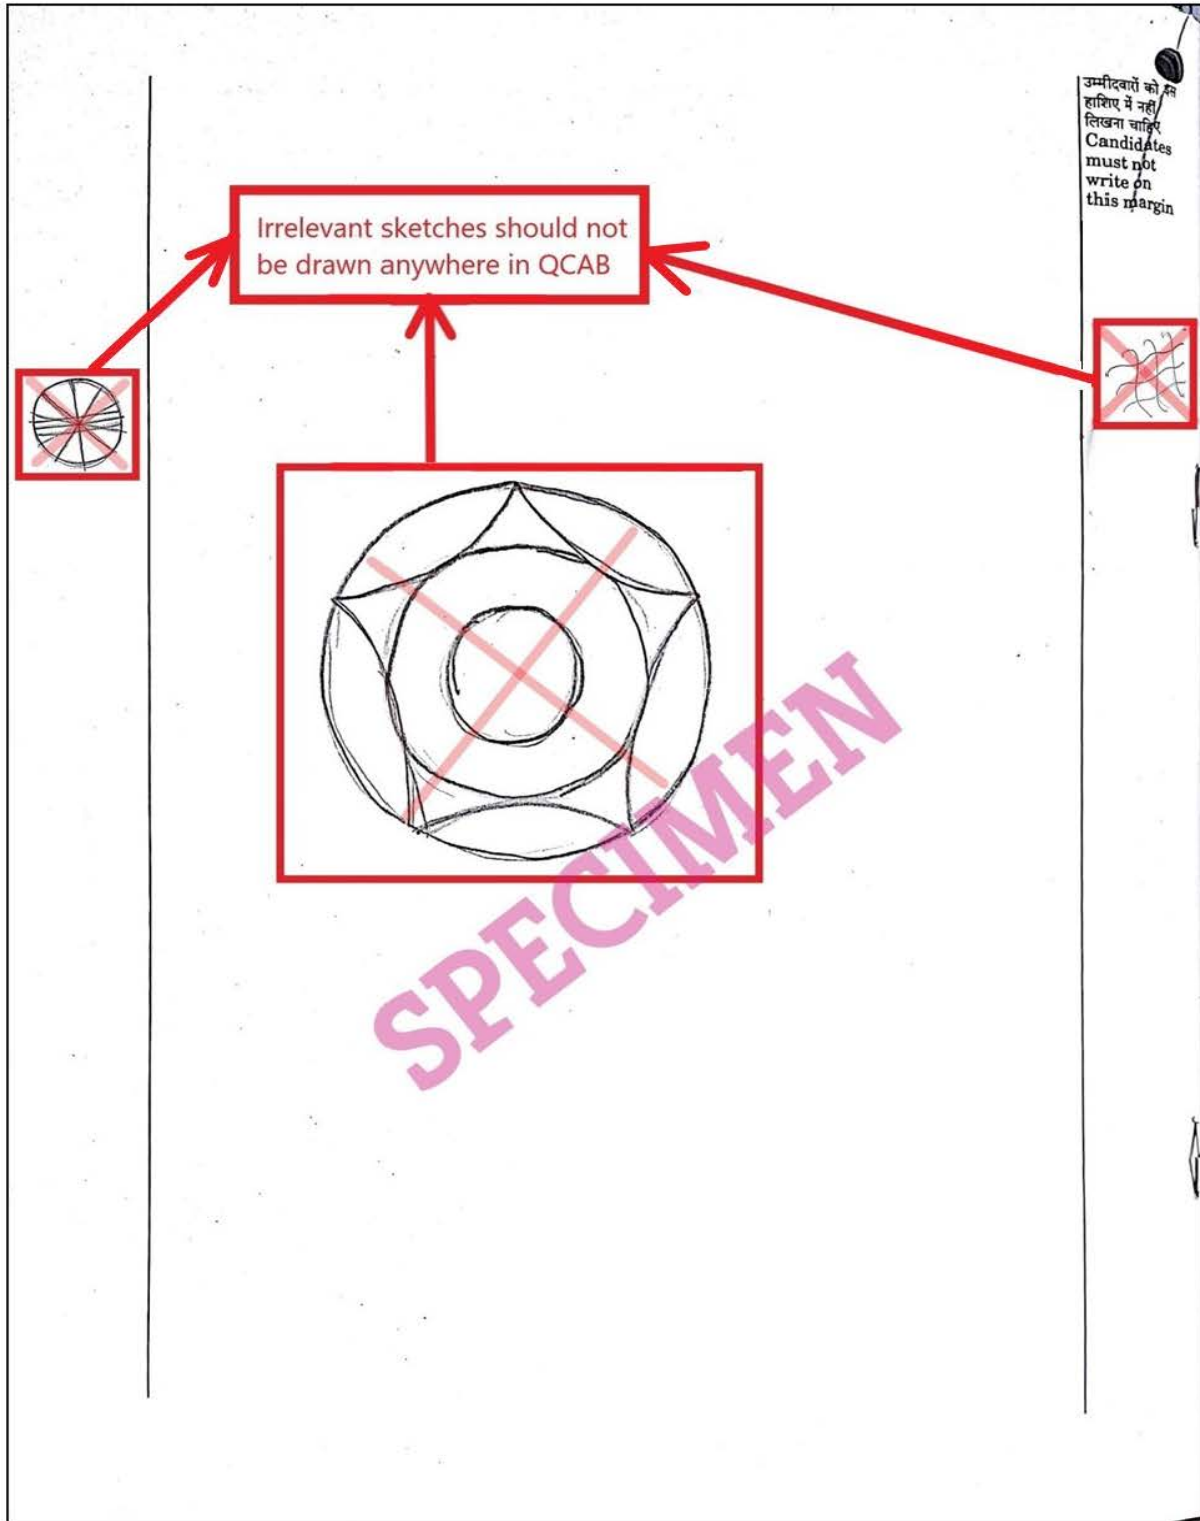 उम्मीदवारों को इस
हाशिए में नहीं
लिखना चाहिए
Candidates
must not
write on
this margin
Irrelevant sketches should not
be drawn anywhere in QCAB
SPECIMEN